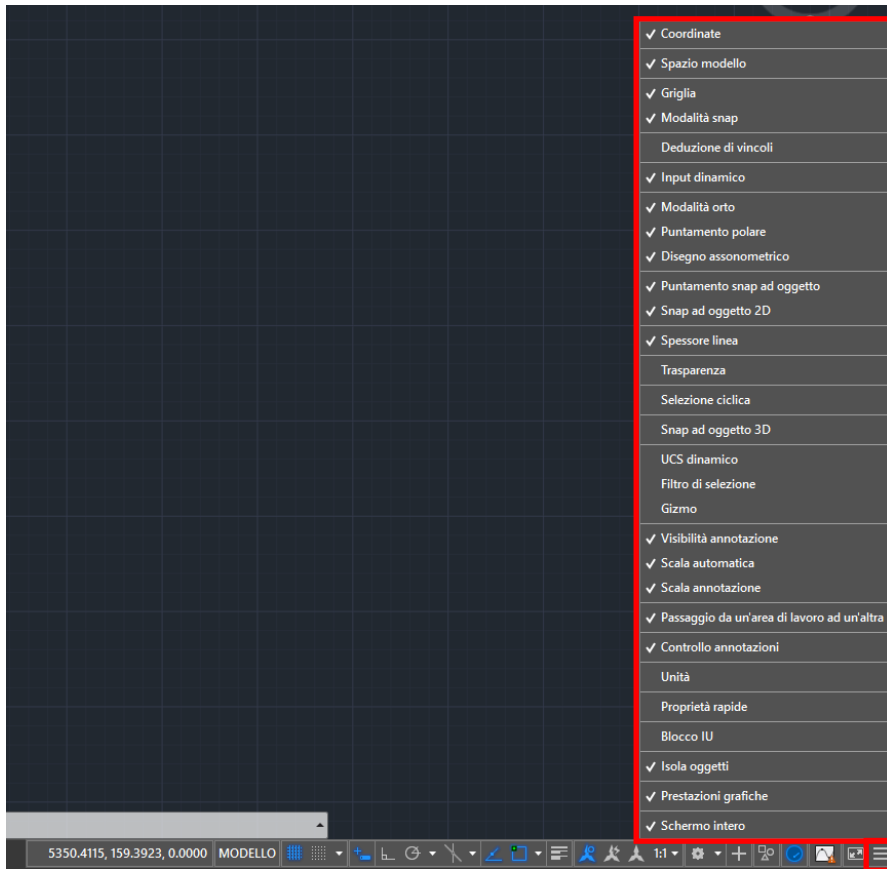 Coordinate
Spazio modello
Griglia
Modalità snap
Deduzione di vincoli
Input dinamico
Modalità orto
Puntamento polare
Disegno assonometrico
Puntamento snap ad oggetto
Snap ad oggetto 2D
Spessore linea
Trasparenza
Selezione ciclica
Snap ad oggetto 3D
UCS dinamico
Filtro di selezione
Gizmo
Visibilità annotazione
Scala automatica
Scala annotazione
Passaggio da un'area di lavoro ad un'altra
Controllo annotazioni
Unità
Proprietà rapide
Blocco IU
Isola oggetti
Prestazioni grafiche
Schermo intero
5350.4115, 159.3923, 0.0000 MODELLO 1:1